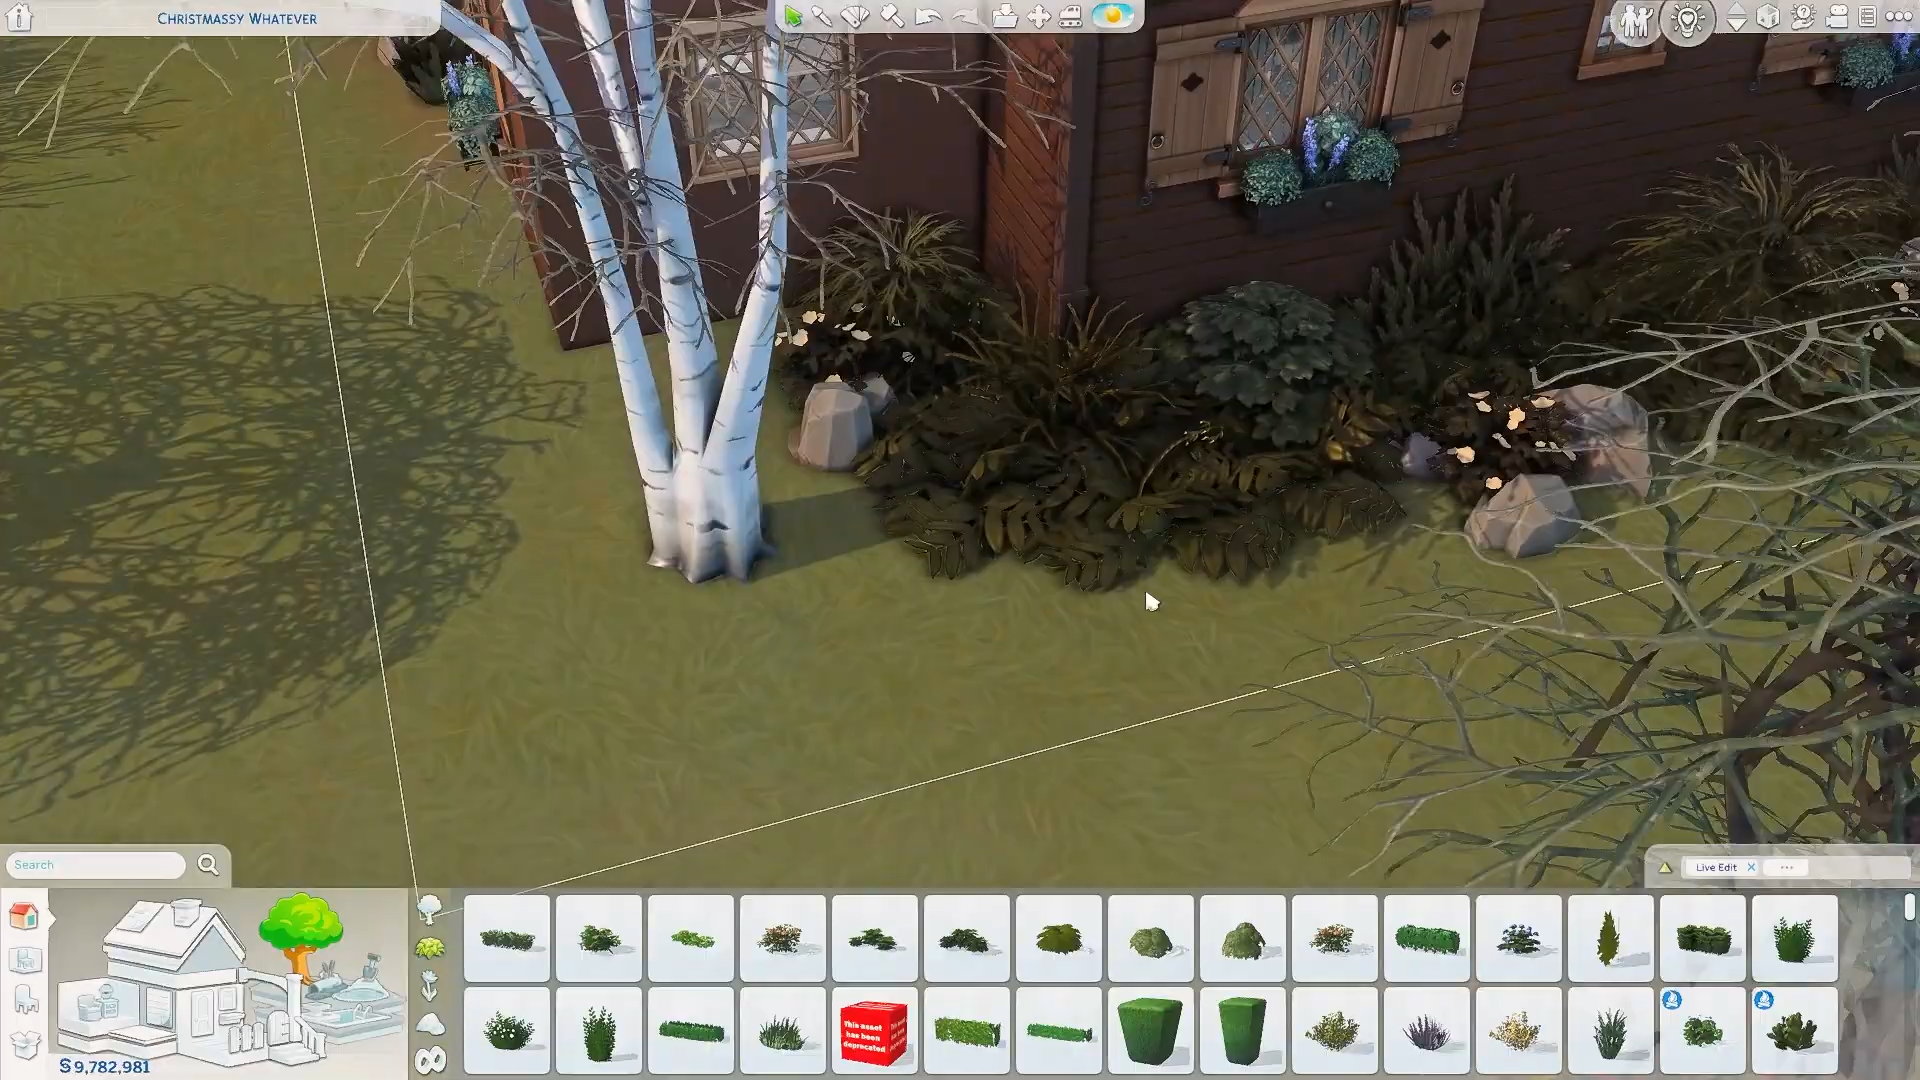 Christmassy Whatever
Search
Live Edit
This asset
has been
deprecated
§9,782,981